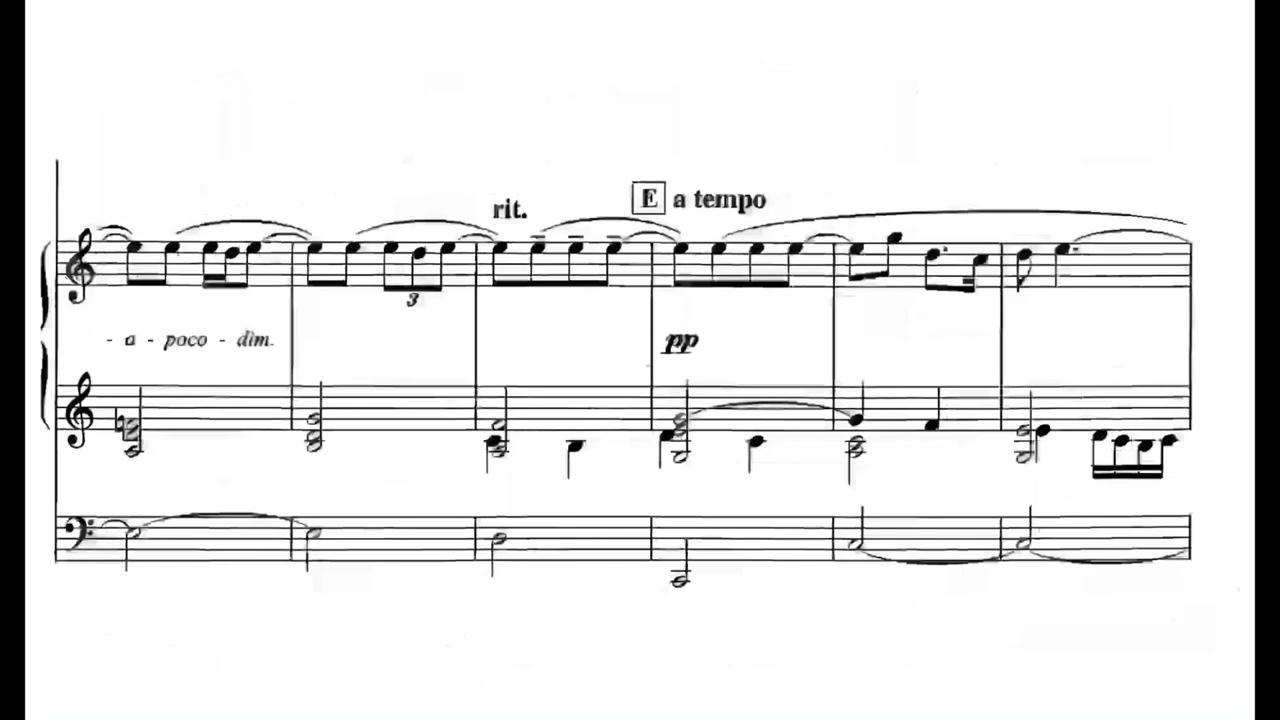 rit.
E a tempo
3
- a - poco - dim.
pp